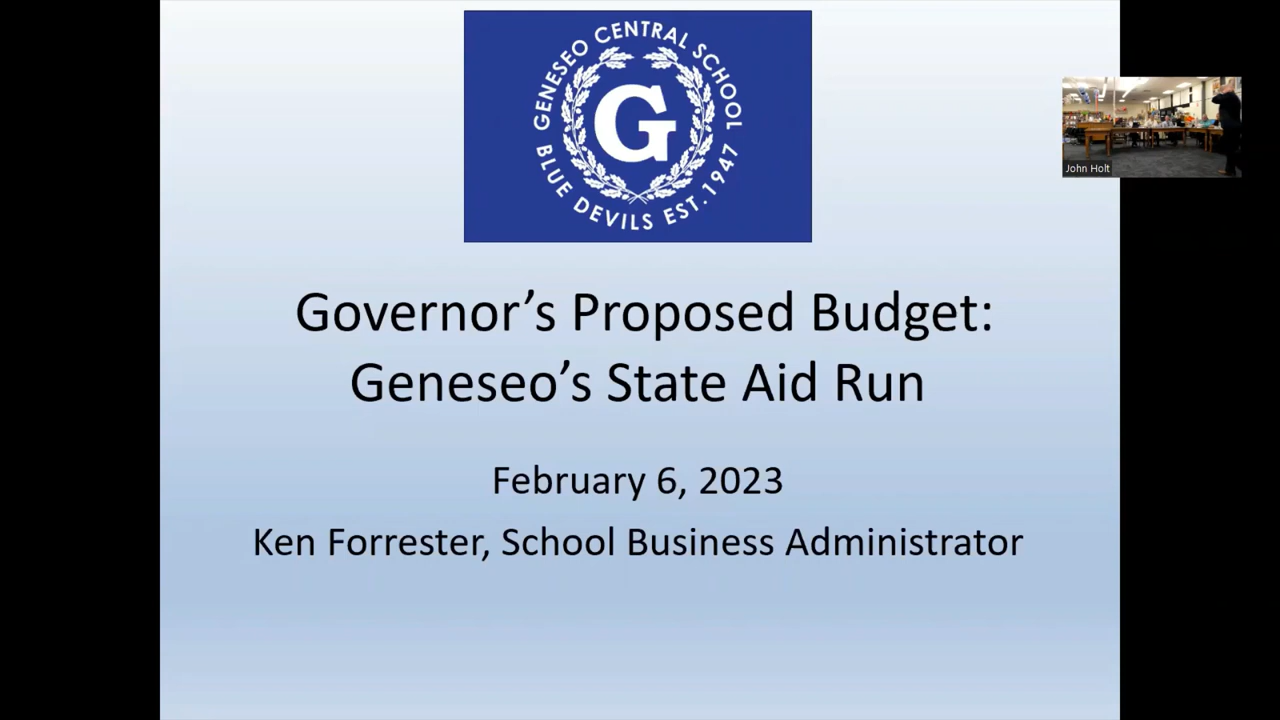 GENESEO CENTRAL SCHOOL
G
BLUE DEVILS EST. 1947
John Holt
Governor’s Proposed Budget:
Geneseo’s State Aid Run
February 6, 2023
Ken Forrester, School Business Administrator